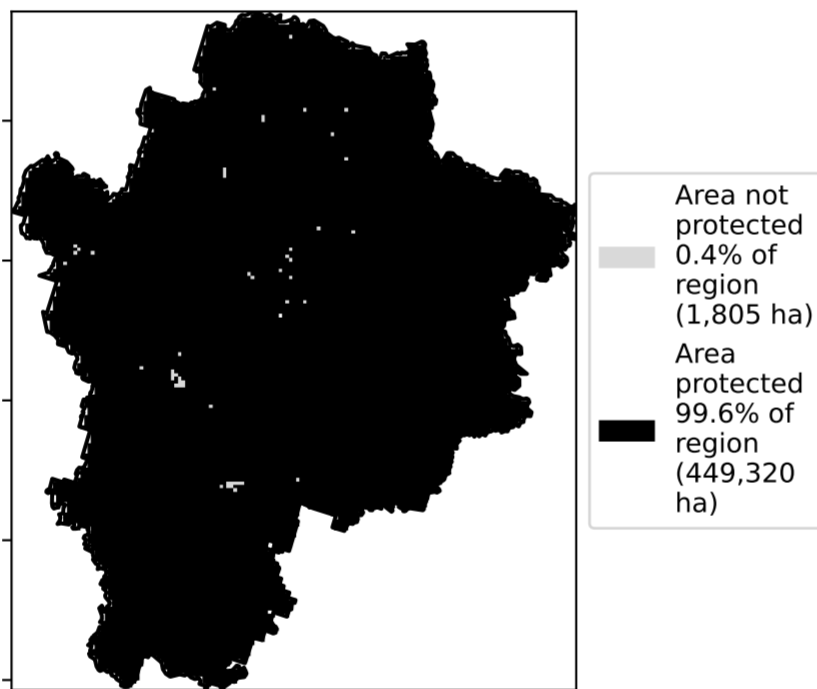 Area not
protected
0.4% of
region
(1,805 ha)
Area
protected
99.6% of
region
(449,320
ha)